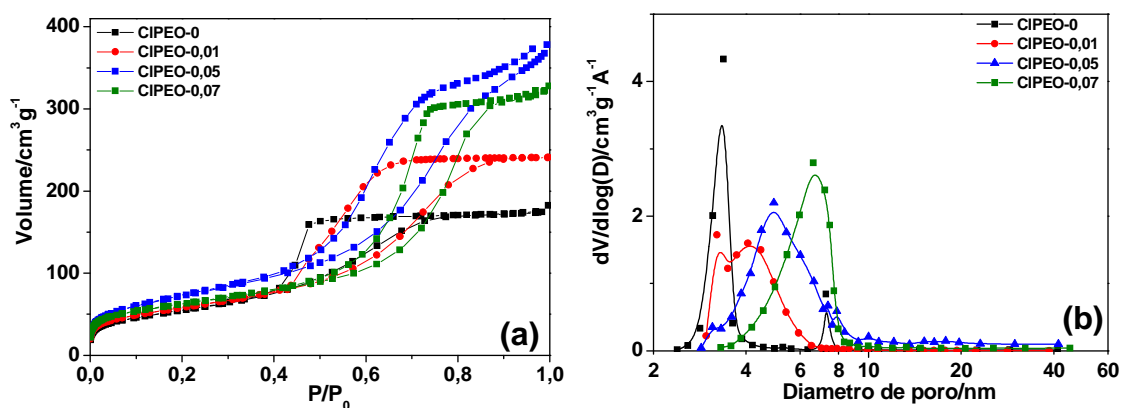 400
300
200
100
0
Volume/cm³g⁻¹
0,0
0,2
0,4
0,6
0,8
1,0
P/P₀
CIPEO-0
CIPEO-0,01
CIPEO-0,05
CIPEO-0,07
(a)
4
2
0
dV/dlog(D)/cm³g⁻¹A⁻¹
2
4
6
8
10
20
40
60
Diametro de poro/nm
CIPEO-0
CIPEO-0,01
CIPEO-0,05
CIPEO-0,07
(b)